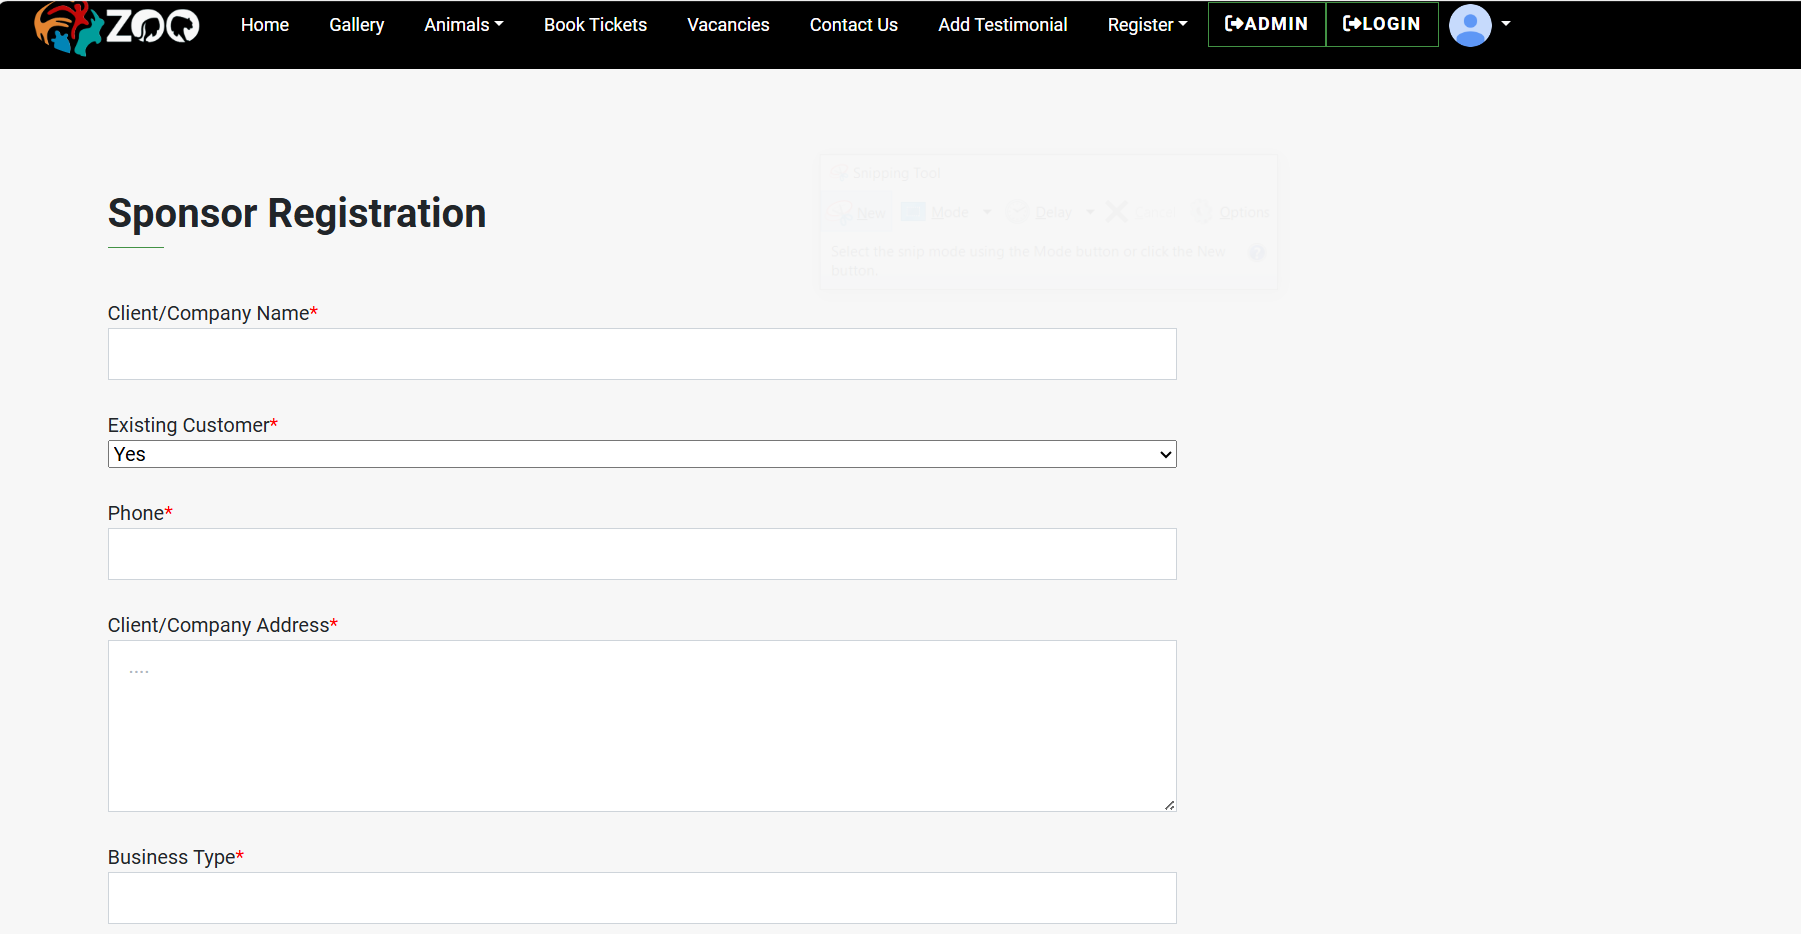 ZOO Home Gallery Animals Book Tickets Vacancies Contact Us Add Testimonial Register ADMIN LOGIN
Snipping Tool
Sponsor Registration
New Mode Delay Options
Select the snip mode using the Mode button or click the New
button.
Client/Company Name*
Existing Customer*
Yes
Phone*
Client/Company Address*
....
Business Type*